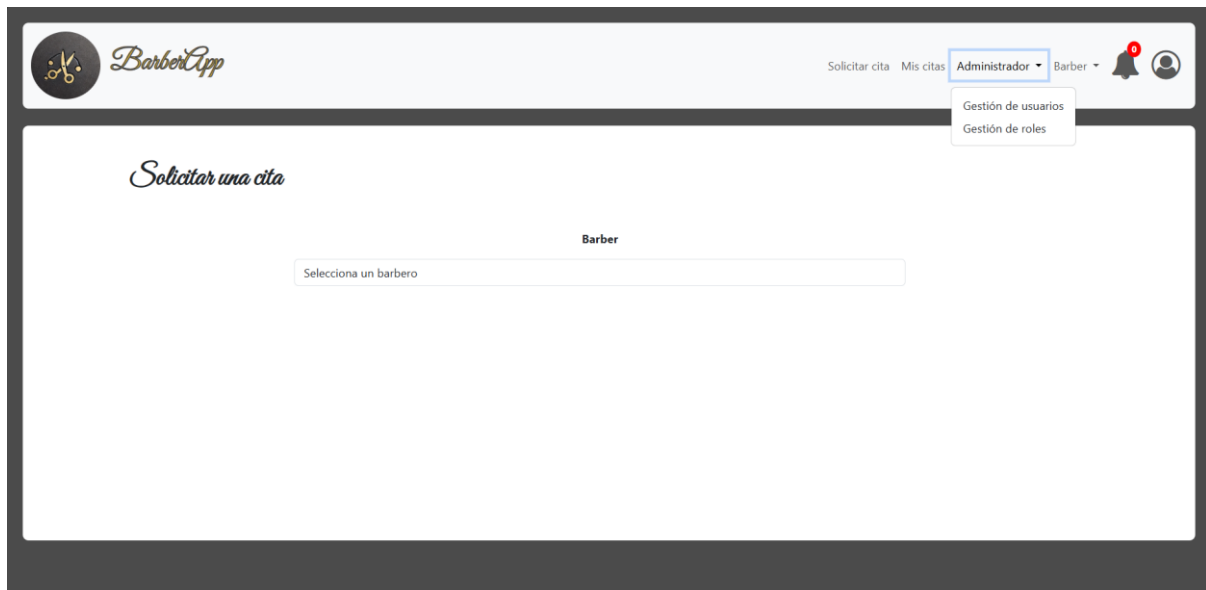 BarberApp
Solicitar cita Mis citas Administrador Barber 0
Gestión de usuarios
Gestión de roles
Solicitar una cita
Barber
Selecciona un barbero